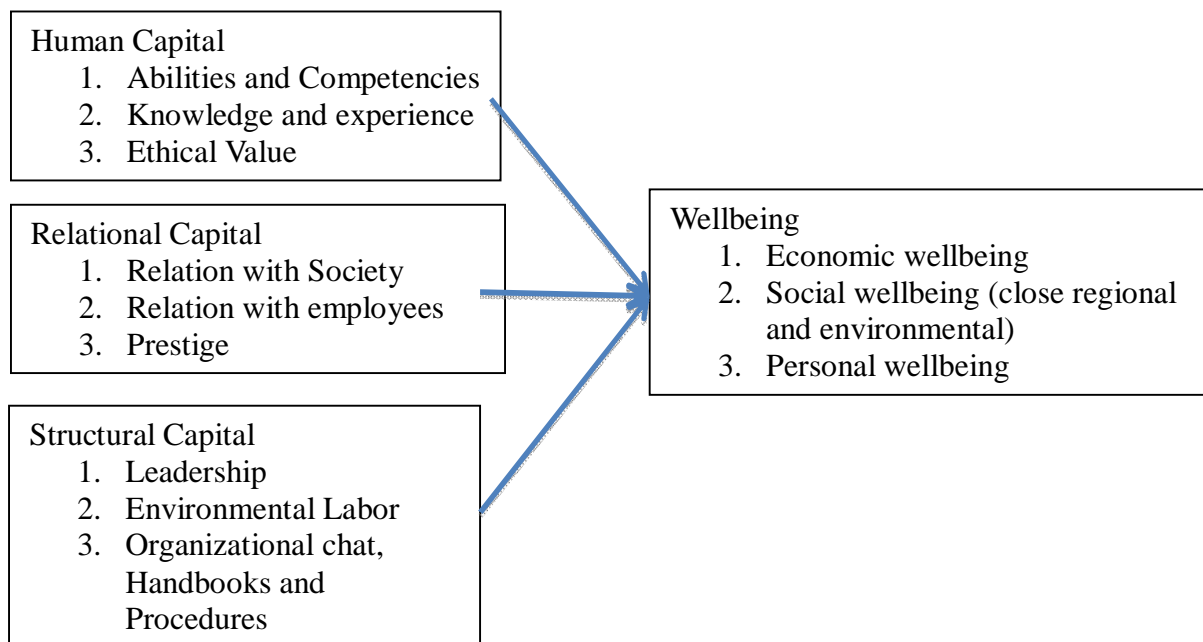 Human Capital
1. Abilities and Competencies
2. Knowledge and experience
3. Ethical Value
Relational Capital
1. Relation with Society
2. Relation with employees
3. Prestige
Structural Capital
1. Leadership
2. Environmental Labor
3. Organizational chat,
Handbooks and
Procedures
Wellbeing
1. Economic wellbeing
2. Social wellbeing (close regional
and environmental)
3. Personal wellbeing